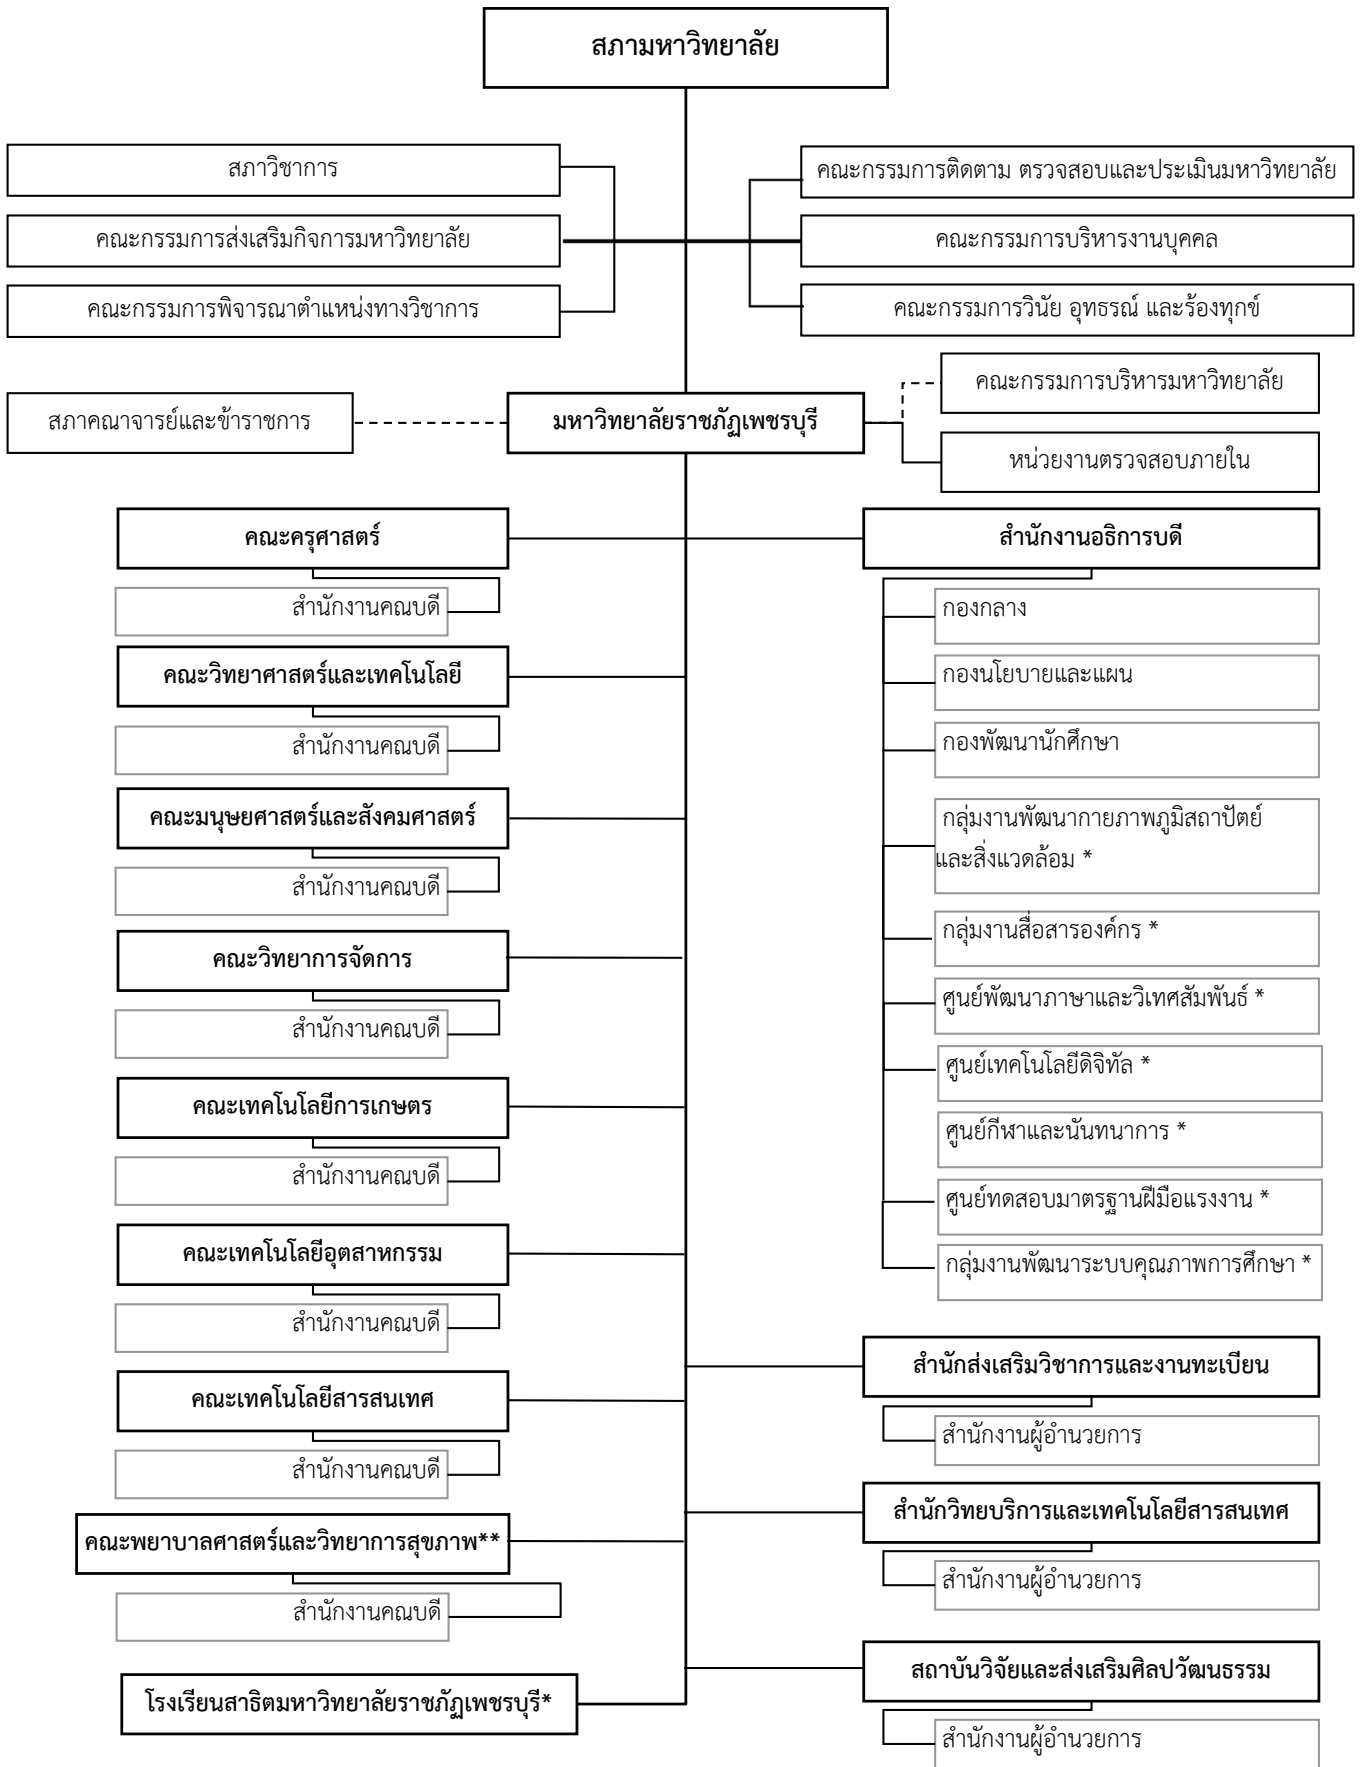 สภามหาวิทยาลัย
สภาวิชาการ
คณะกรรมการส่งเสริมกิจการมหาวิทยาลัย
คณะกรรมการพิจารณาตำแหน่งทางวิชาการ
คณะกรรมการติดตาม ตรวจสอบและประเมินมหาวิทยาลัย
คณะกรรมการบริหารงานบุคคล
คณะกรรมการวินัย อุทธรณ์ และร้องทุกข์
สภาคณาจารย์และข้าราชการ
มหาวิทยาลัยราชภัฏเพชรบุรี
คณะกรรมการบริหารมหาวิทยาลัย
หน่วยงานตรวจสอบภายใน
คณะครุศาสตร์
สำนักงานคณบดี
คณะวิทยาศาสตร์และเทคโนโลยี
สำนักงานคณบดี
คณะมนุษยศาสตร์และสังคมศาสตร์
สำนักงานคณบดี
คณะวิทยาการจัดการ
สำนักงานคณบดี
คณะเทคโนโลยีการเกษตร
สำนักงานคณบดี
คณะเทคโนโลยีอุตสาหกรรม
สำนักงานคณบดี
คณะเทคโนโลยีสารสนเทศ
สำนักงานคณบดี
คณะพยาบาลศาสตร์และวิทยาการสุขภาพ**
สำนักงานคณบดี
โรงเรียนสาธิตมหาวิทยาลัยราชภัฏเพชรบุรี*
สำนักงานอธิการบดี
กองกลาง
กองนโยบายและแผน
กองพัฒนานักศึกษา
กลุ่มงานพัฒนากายภาพภูมิสถาปัตย์
และสิ่งแวดล้อม *
กลุ่มงานสื่อสารองค์กร *
ศูนย์พัฒนาภาษาและวิเทศสัมพันธ์ *
ศูนย์เทคโนโลยีดิจิทัล *
ศูนย์กีฬาและนันทนาการ *
ศูนย์ทดสอบมาตรฐานฝีมือแรงงาน *
กลุ่มงานพัฒนาระบบคุณภาพการศึกษา *
สำนักส่งเสริมวิชาการและงานทะเบียน
สำนักงานผู้อำนวยการ
สำนักวิทยบริการและเทคโนโลยีสารสนเทศ
สำนักงานผู้อำนวยการ
สถาบันวิจัยและส่งเสริมศิลปวัฒนธรรม
สำนักงานผู้อำนวยการ